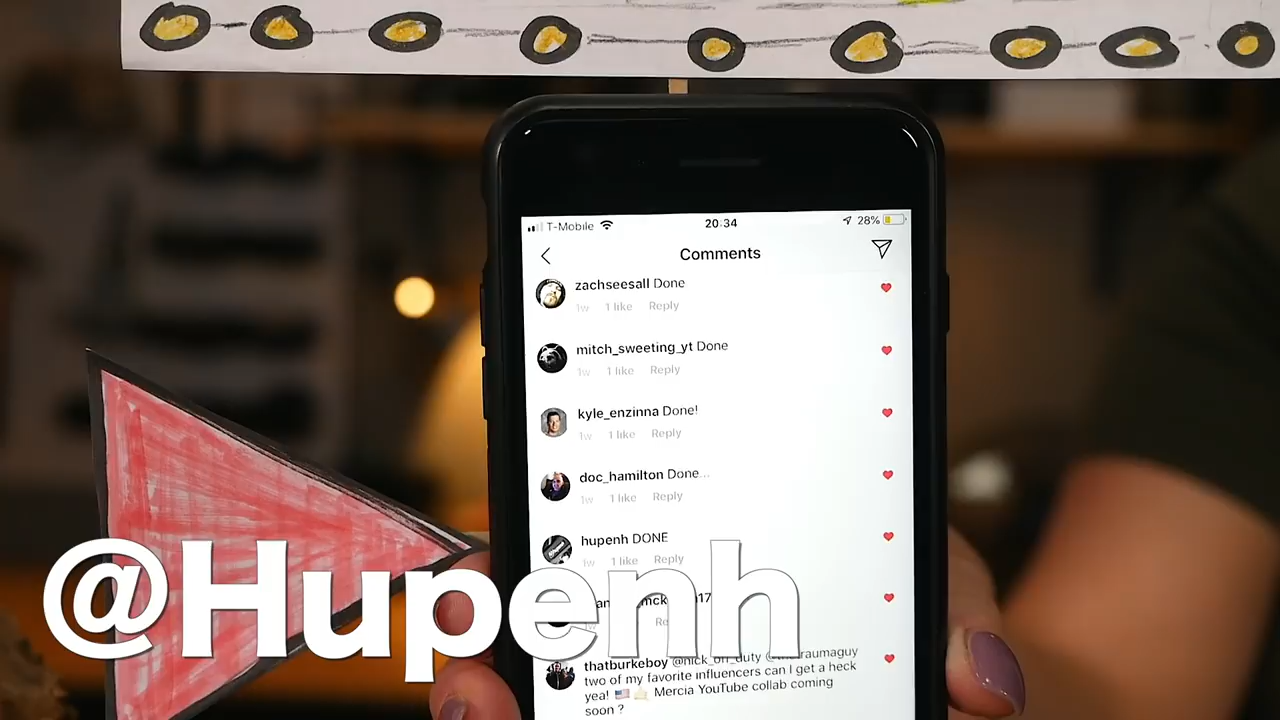 T-Mobile 20:34 28%
Comments
zachseesall Done
1w 1 like Reply
mitch_sweeting_yt Done
1w 1 like Reply
kyle_enzinna Done!
1w 1 like Reply
doc_hamilton Done...
1w 1 like Reply
hupenh DONE
1w 1 like Reply
@Hupenh
thatburkeboy @nick_off_duty
two of my favorite influencers can I get a heck
yea! 🇺🇸🤙🏻 Mercia YouTube collab coming
soon ?